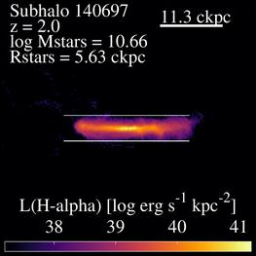 Subhalo 140697
11.3 ckpc
z = 2.0
log Mstars = 10.66
Rstars = 5.63 ckpc
L(H-alpha) [log erg s⁻¹ kpc⁻²]
38 39 40 41